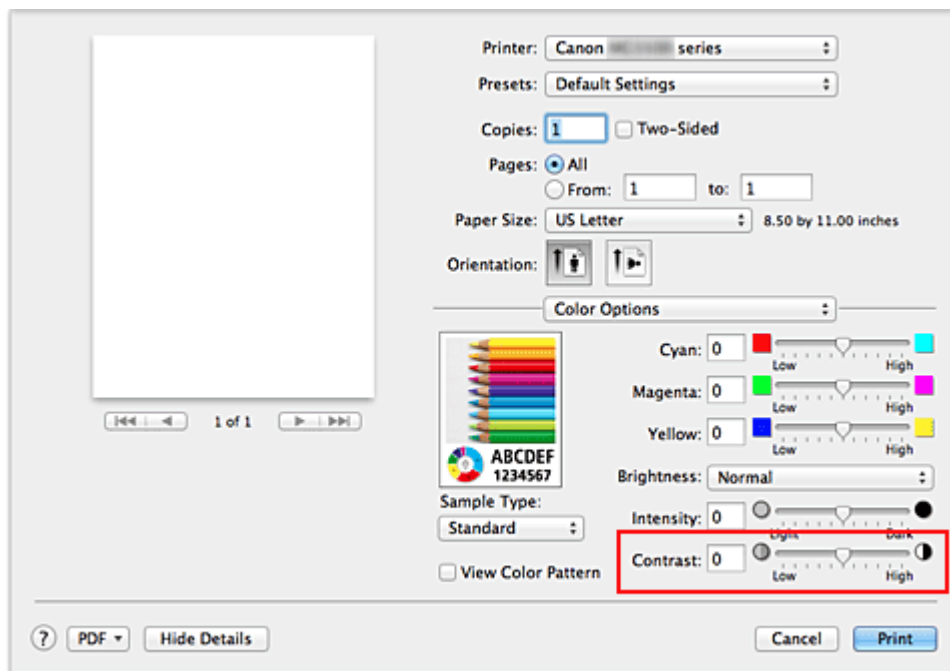 Printer: Canon series
Presets: Default Settings
Copies: 1 Two-Sided
Pages: All
From: 1 to: 1
Paper Size: US Letter 8.50 by 11.00 inches
Orientation:
Color Options
Cyan: 0
Low High
Magenta: 0
Low High
Yellow: 0
Low High
1 of 1
ABCDEF
1234567
Brightness: Normal
Sample Type:
Standard
Intensity: 0
Light Dark
Contrast: 0
Low High
View Color Pattern
? PDF Hide Details Cancel Print